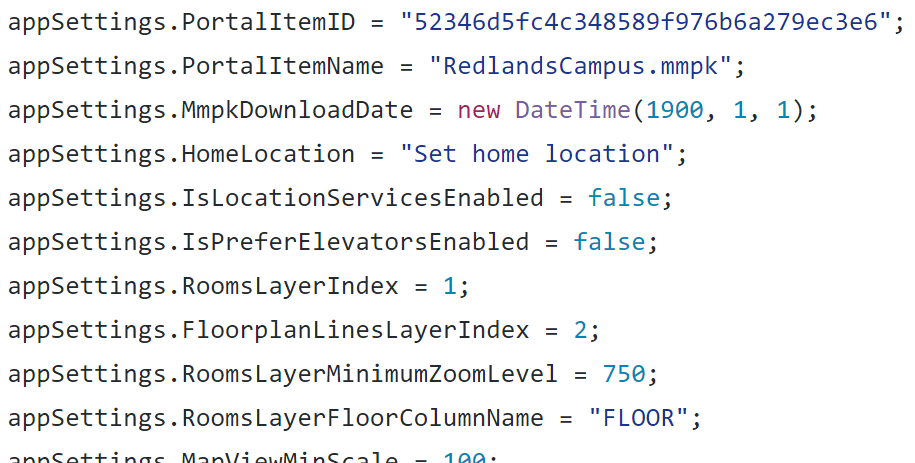 appSettings.PortalItemID = "52346d5fc4c348589f976b6a279ec3e6";
appSettings.PortalItemName = "RedlandsCampus.mmpk";
appSettings.MmpkDownloadDate = new DateTime(1900, 1, 1);
appSettings.HomeLocation = "Set home location";
appSettings.IsLocationServicesEnabled = false;
appSettings.IsPreferElevatorsEnabled = false;
appSettings.RoomsLayerIndex = 1;
appSettings.FloorplanLinesLayerIndex = 2;
appSettings.RoomsLayerMinimumZoomLevel = 750;
appSettings.RoomsLayerFloorColumnName = "FLOOR";
appSettings.MapViewMinScale = 100;